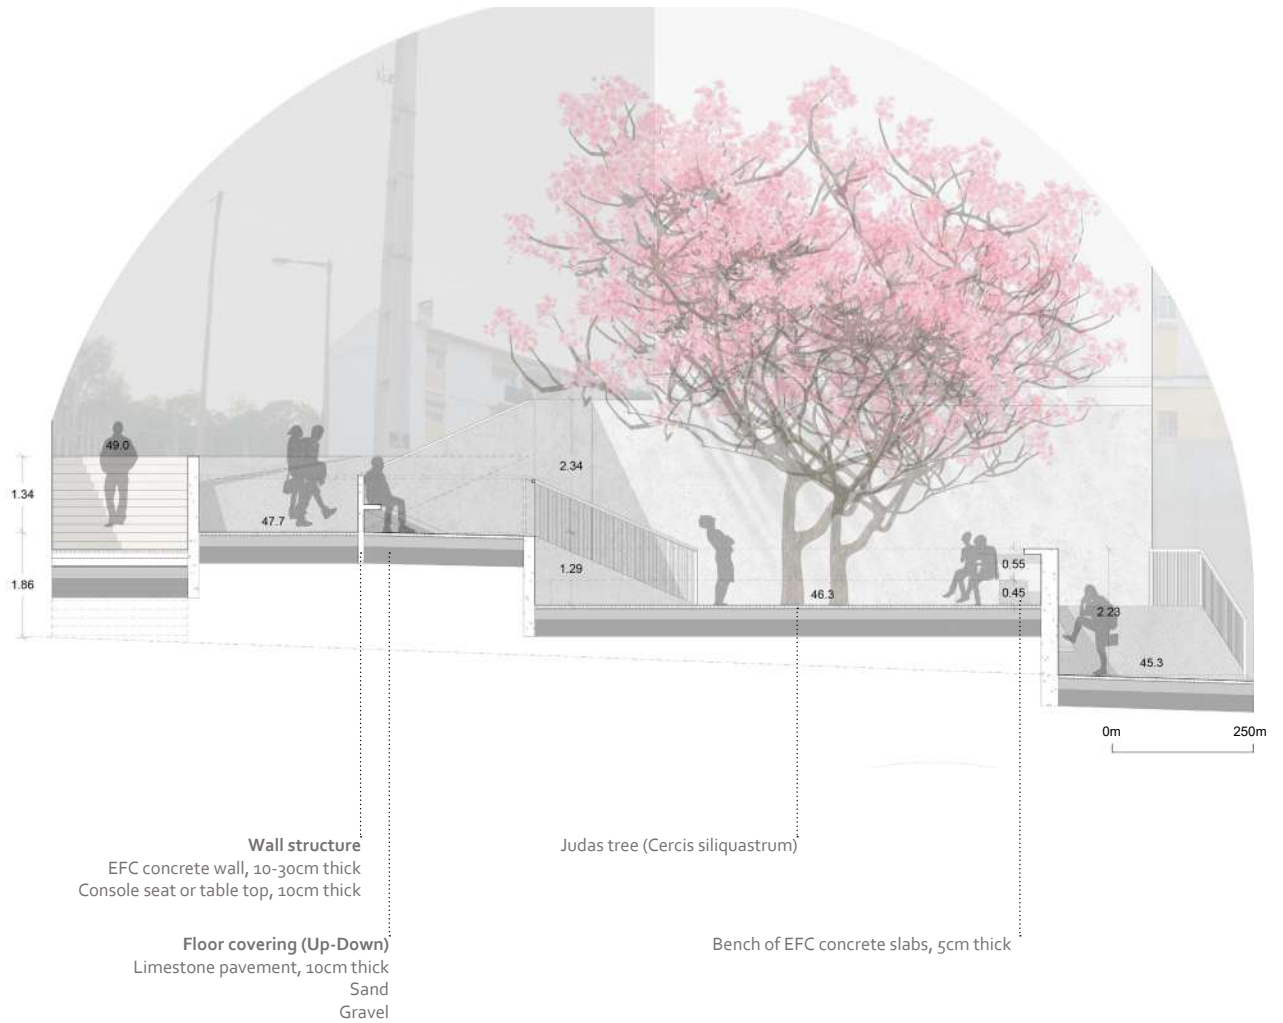 49.0
1.34
2.34
47.7
1.29
0.55
1.86
0.45
46.3
2.23
45.3
0m 250m
Wall structure
EFC concrete wall, 10-30cm thick
Console seat or table top, 10cm thick
Judas tree (Cercis siliquastrum)
Floor covering (Up-Down)
Limestone pavement, 10cm thick
Sand
Gravel
Bench of EFC concrete slabs, 5cm thick